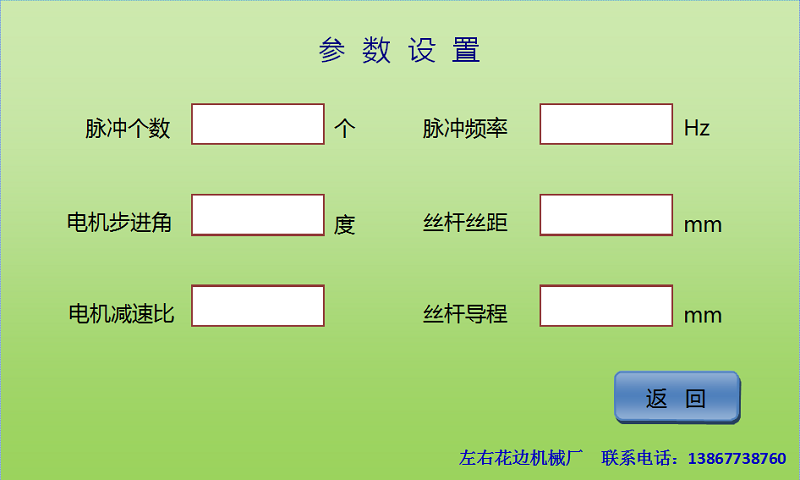 参 数 设 置
脉冲个数 个 脉冲频率 Hz
电机步进角 度 丝杆丝距 mm
电机减速比 丝杆导程 mm
返 回
左右花边机械厂 联系电话：13867738760